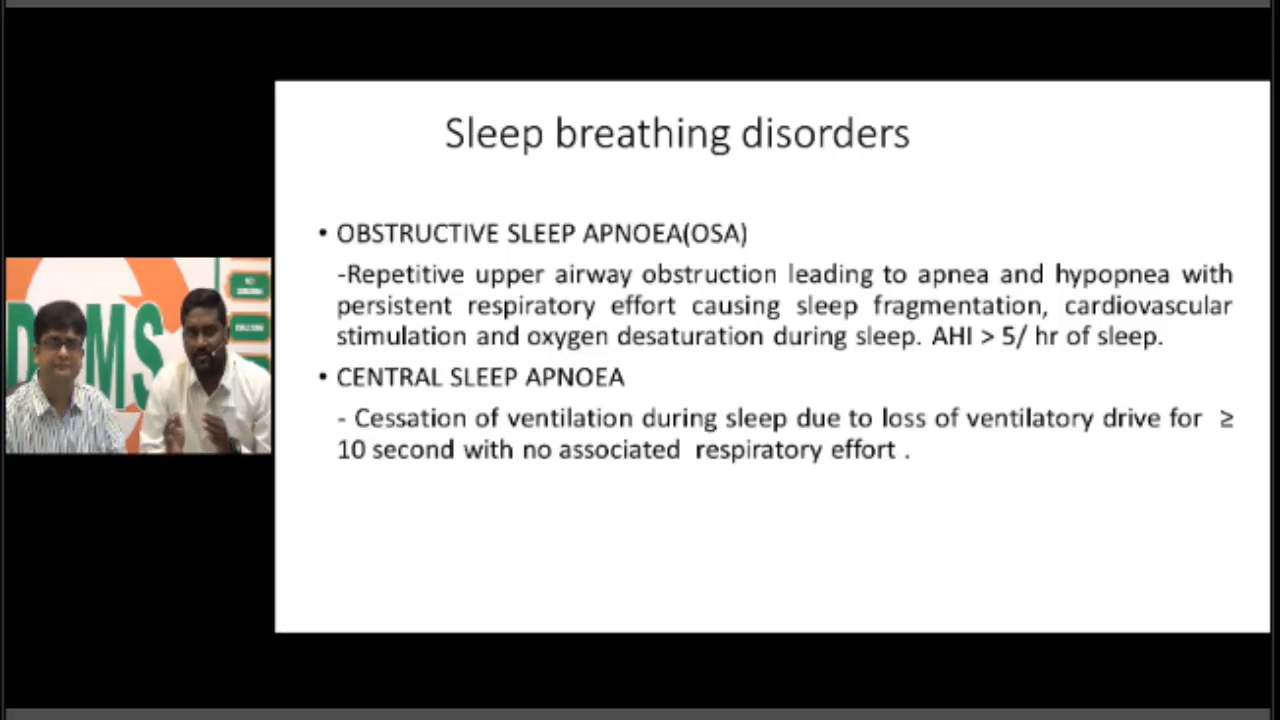 Sleep breathing disorders
• OBSTRUCTIVE SLEEP APNOEA(OSA)
-Repetitive upper airway obstruction leading to apnea and hypopnea with
persistent respiratory effort causing sleep fragmentation, cardiovascular
stimulation and oxygen desaturation during sleep. AHI > 5/ hr of sleep.
• CENTRAL SLEEP APNOEA
- Cessation of ventilation during sleep due to loss of ventilatory drive for ≥
10 second with no associated respiratory effort .